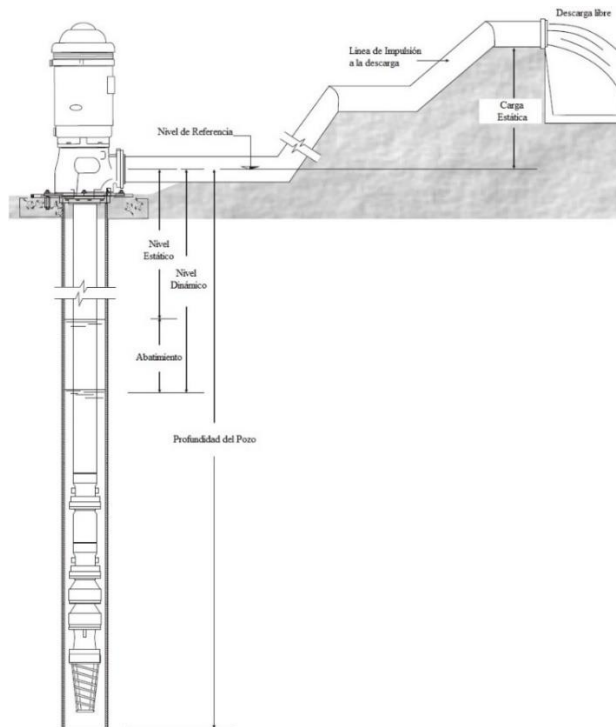 Descarga libre
Línea de Impulsión
a la descarga
Carga
Estática
Nivel de Referencia
Nivel
Estático
Nivel
Dinámico
Abatimiento
Profundidad del Pozo